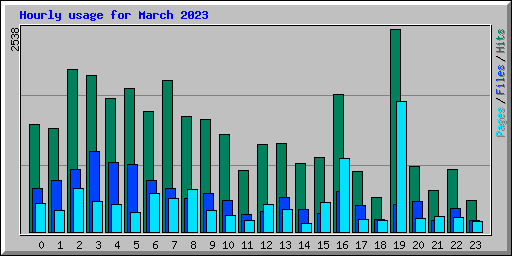 Hourly usage for March 2023
2538
Pages/Files/Hits
0 1 2 3 4 5 6 7 8 9 10 11 12 13 14 15 16 17 18 19 20 21 22 23